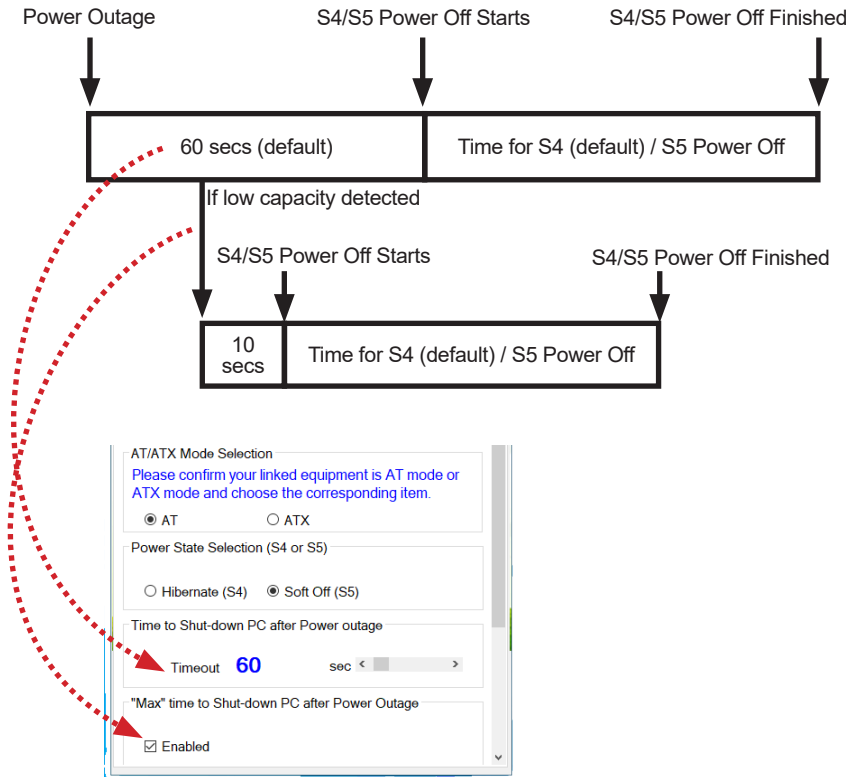 Power Outage
S4/S5 Power Off Starts
S4/S5 Power Off Finished
60 secs (default)
Time for S4 (default) / S5 Power Off
If low capacity detected
S4/S5 Power Off Starts
S4/S5 Power Off Finished
10
secs
Time for S4 (default) / S5 Power Off
AT/ATX Mode Selection
Please confirm your linked equipment is AT mode or
ATX mode and choose the corresponding item.
AT
ATX
Power State Selection (S4 or S5)
Hibernate (S4)
Soft Off (S5)
Time to Shut-down PC after Power outage
Timeout 60 sec
"Max" time to Shut-down PC after Power Outage
Enabled